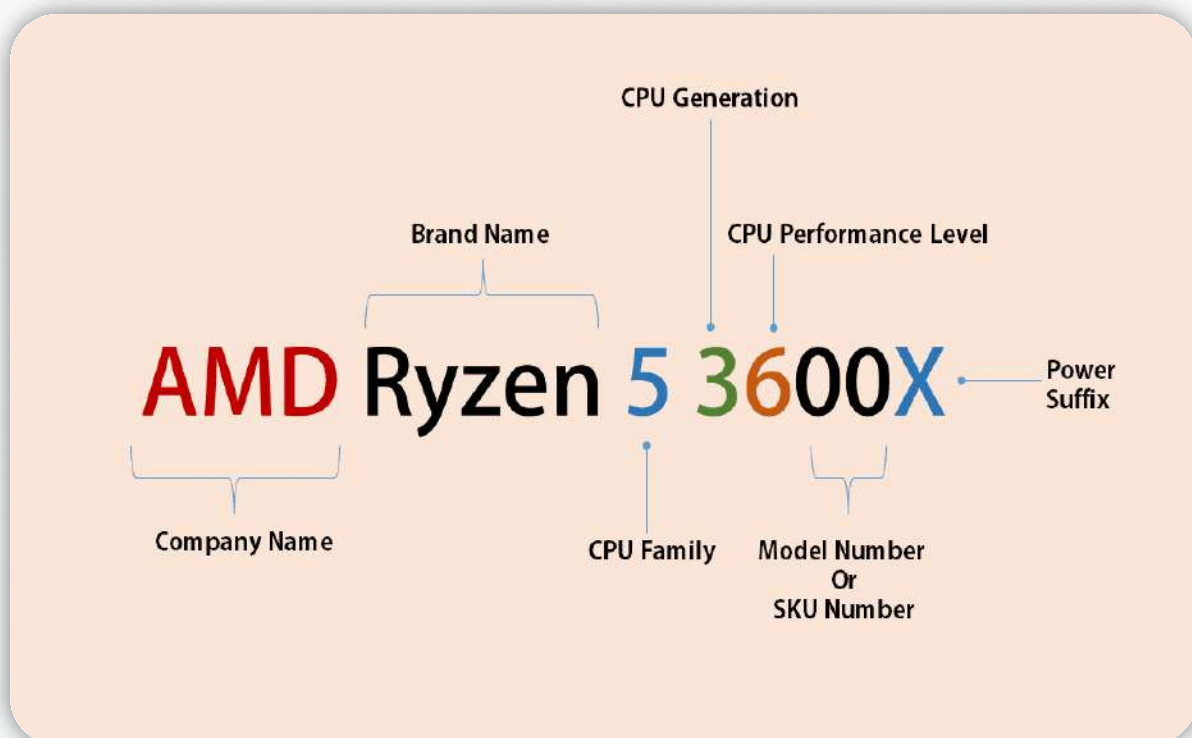 CPU Generation
Brand Name
CPU Performance Level
AMD Ryzen 5 3600X
Power
Suffix
Company Name
CPU Family
Model Number
Or
SKU Number